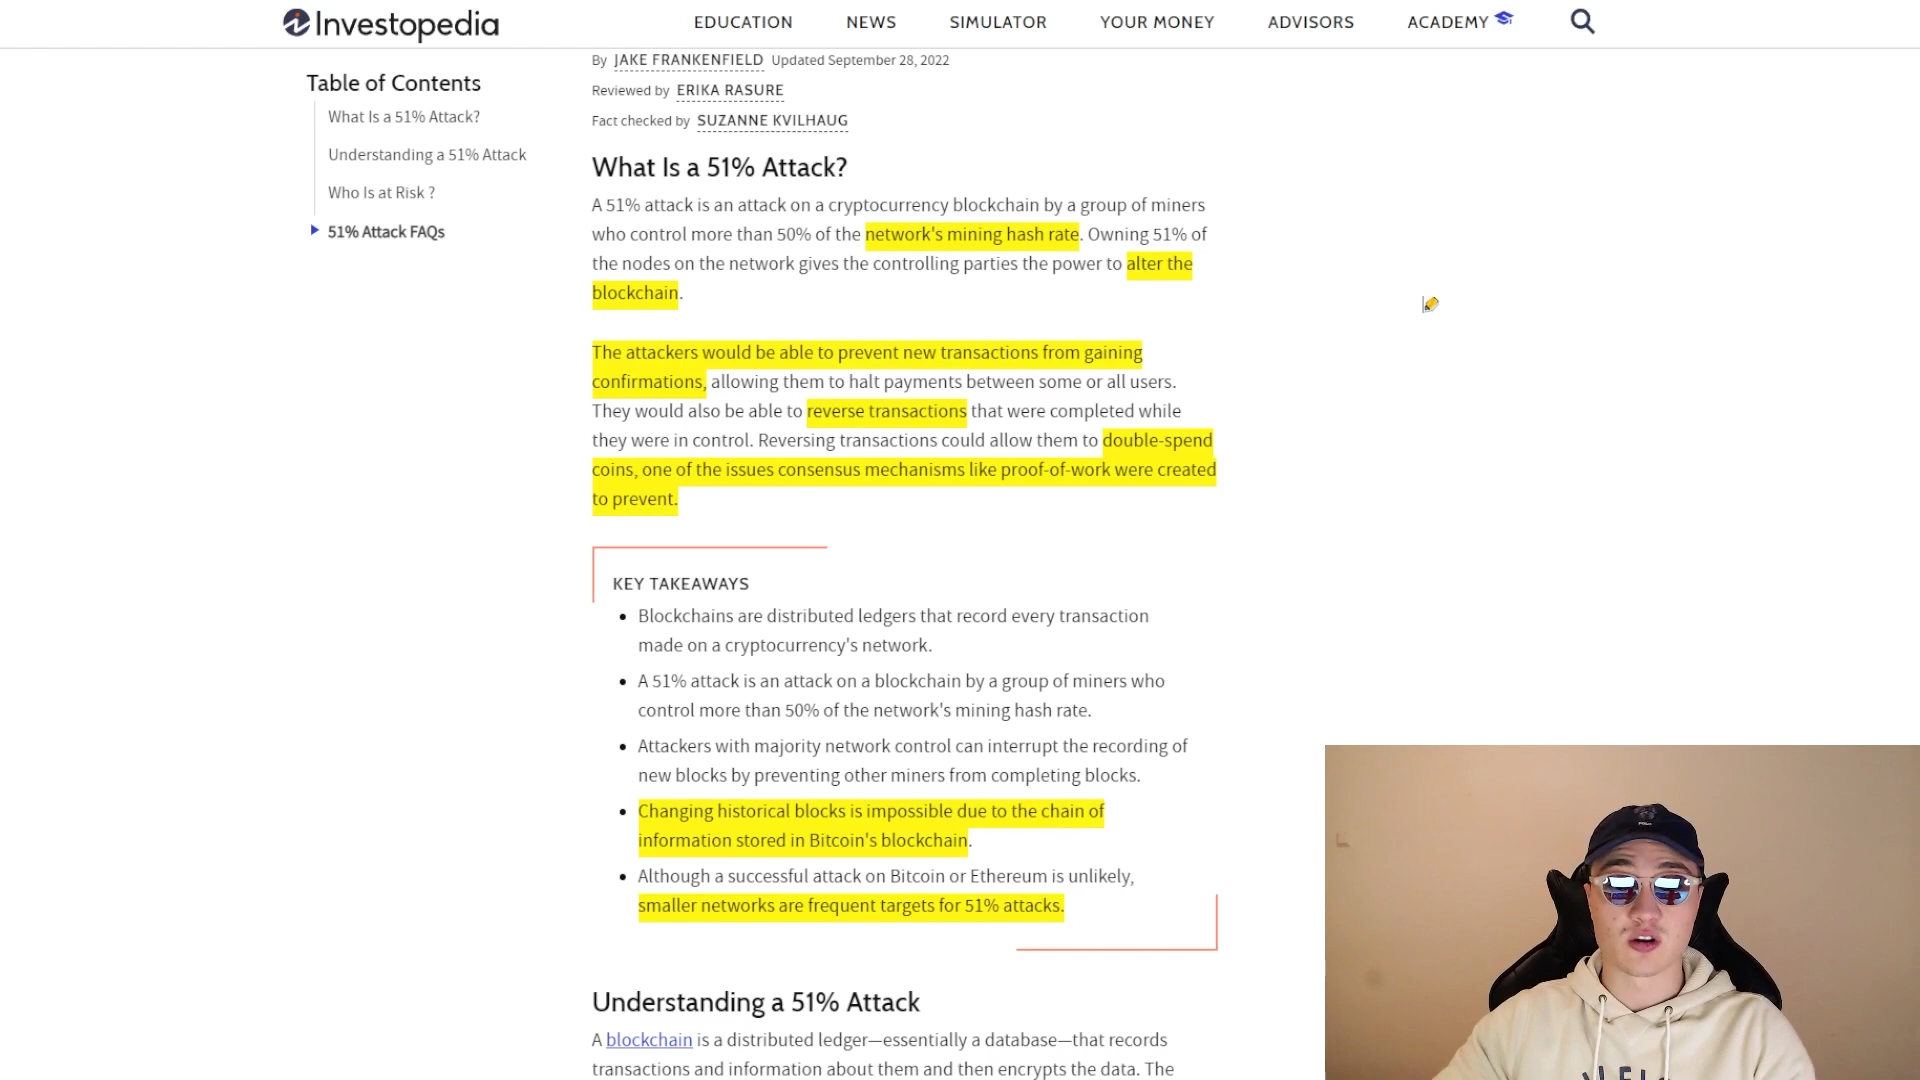 Investopedia
EDUCATION NEWS SIMULATOR YOUR MONEY ADVISORS ACADEMY
Table of Contents
What Is a 51% Attack?
Understanding a 51% Attack
Who Is at Risk ?
51% Attack FAQs
By JAKE FRANKENFIELD Updated September 28, 2022
Reviewed by ERIKA RASURE
Fact checked by SUZANNE KVILHAUG
What Is a 51% Attack?
A 51% attack is an attack on a cryptocurrency blockchain by a group of miners
who control more than 50% of the network's mining hash rate. Owning 51% of
the nodes on the network gives the controlling parties the power to alter the
blockchain.
The attackers would be able to prevent new transactions from gaining
confirmations, allowing them to halt payments between some or all users.
They would also be able to reverse transactions that were completed while
they were in control. Reversing transactions could allow them to double-spend
coins, one of the issues consensus mechanisms like proof-of-work were created
to prevent.
KEY TAKEAWAYS
• Blockchains are distributed ledgers that record every transaction
made on a cryptocurrency's network.
• A 51% attack is an attack on a blockchain by a group of miners who
control more than 50% of the network's mining hash rate.
• Attackers with majority network control can interrupt the recording of
new blocks by preventing other miners from completing blocks.
• Changing historical blocks is impossible due to the chain of
information stored in Bitcoin's blockchain.
• Although a successful attack on Bitcoin or Ethereum is unlikely,
smaller networks are frequent targets for 51% attacks.
Understanding a 51% Attack
A blockchain is a distributed ledger—essentially a database—that records
transactions and information about them and then encrypts the data. The